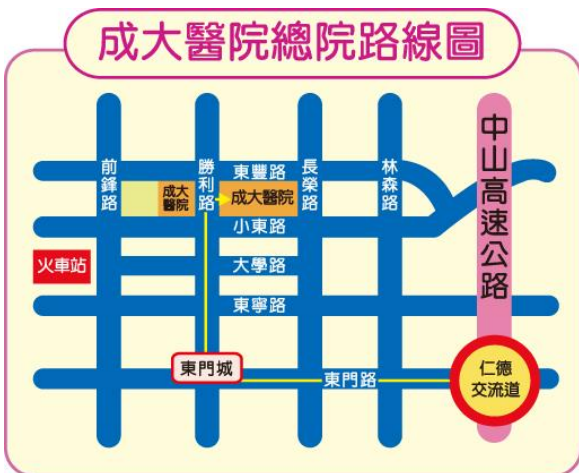 成大醫院總院路線圖
前鋒路
勝利路
東豐路
長榮路
林森路
中山高速公路
成大
醫院
成大醫院
小東路
火車站
大學路
東寧路
東門城
東門路
仁德
交流道